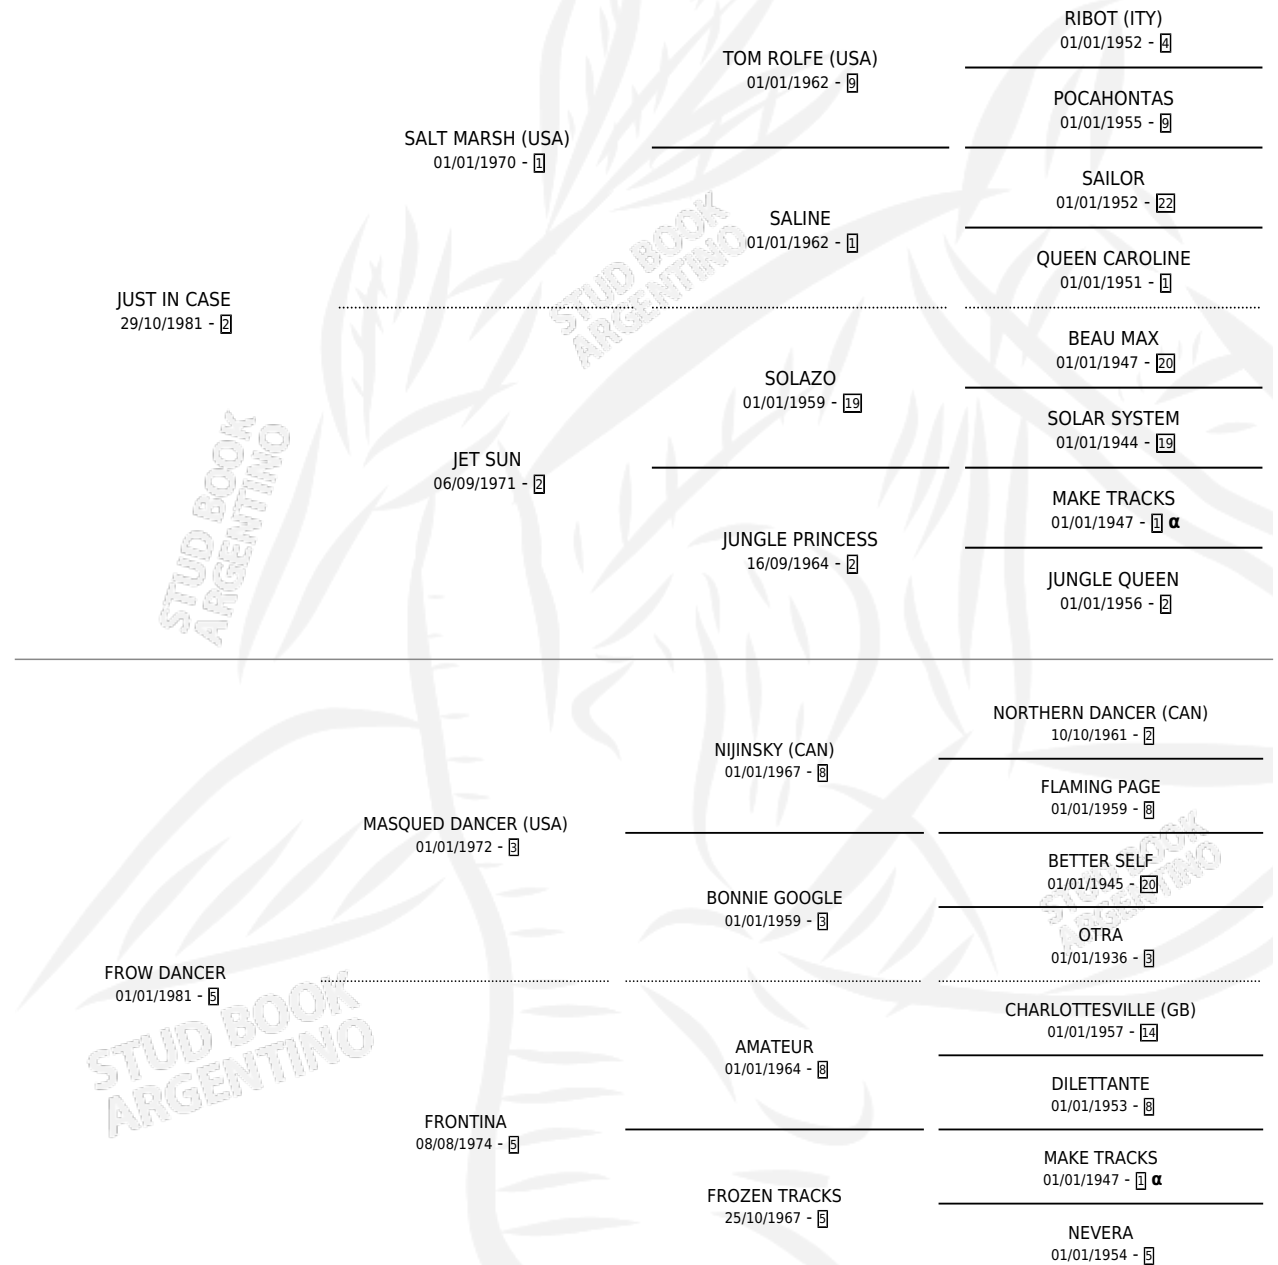 RIBOT (ITY)
01/01/1952 - 4
TOM ROLFE (USA)
01/01/1962 - 9
POCAHONTAS
01/01/1955 - 9
SALT MARSH (USA)
01/01/1970 - 1
SAILOR
01/01/1952 - 22
SALINE
01/01/1962 - 1
QUEEN CAROLINE
01/01/1951 - 1
JUST IN CASE
29/10/1981 - 2
BEAU MAX
01/01/1947 - 20
SOLAZO
01/01/1959 - 19
SOLAR SYSTEM
01/01/1944 - 19
JET SUN
06/09/1971 - 2
MAKE TRACKS
01/01/1947 - 1 α
JUNGLE PRINCESS
16/09/1964 - 2
JUNGLE QUEEN
01/01/1956 - 2
NORTHERN DANCER (CAN)
10/10/1961 - 2
NIJINSKY (CAN)
01/01/1967 - 8
FLAMING PAGE
01/01/1959 - 8
MASQUED DANCER (USA)
01/01/1972 - 3
BETTER SELF
01/01/1945 - 20
BONNIE GOOGLE
01/01/1959 - 3
OTRA
01/01/1936 - 3
FROW DANCER
01/01/1981 - 5
CHARLOTTESVILLE (GB)
01/01/1957 - 14
AMATEUR
01/01/1964 - 8
DILETTANTE
01/01/1953 - 8
FRONTINA
08/08/1974 - 5
MAKE TRACKS
01/01/1947 - 1 α
FROZEN TRACKS
25/10/1967 - 5
NEVERA
01/01/1954 - 5
STUD BOOK
ARGENTINO
STUD BOOK
ARGENTINO
STUD BOOK
ARGENTINO
STUD BOOK
ARGENTINO